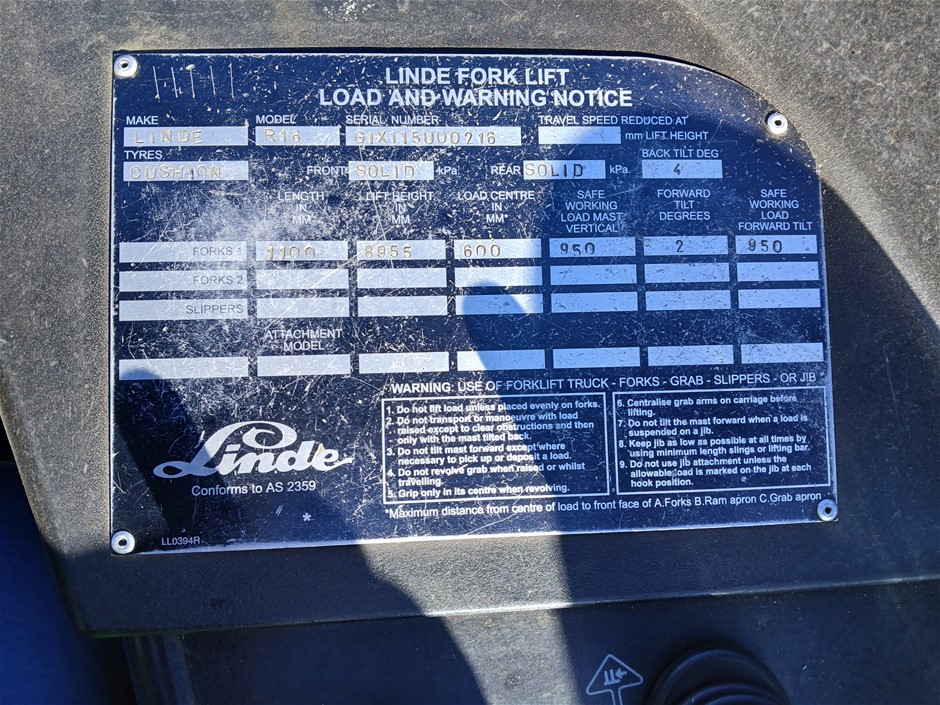 LINDE FORK LIFT
LOAD AND WARNING NOTICE
MAKE MODEL SERIAL NUMBER TRAVEL SPEED REDUCED AT
LINDE R16 G1X115U00216 mm LIFT HEIGHT
TYRES BACK TILT DEG
CUSHION FRONT SOLID kPa. REAR SOLID kPa. 4
LENGTH IN MM LIFT HEIGHT IN MM LOAD CENTRE IN MM* SAFE WORKING LOAD MAST VERTICAL FORWARD TILT DEGREES SAFE WORKING LOAD FORWARD TILT
FORKS 1 1100 8955 600 950 2 950
FORKS 2
SLIPPERS
ATTACHMENT
MODEL
WARNING: USE OF FORKLIFT TRUCK - FORKS - GRAB - SLIPPERS - OR JIB
1. Do not lift load unless placed evenly on forks.
2. Do not transport or manoeuvre with load
raised except to clear obstructions and then
only with the mast tilted back.
3. Do not tilt mast forward except where
necessary to pick up or deposit a load.
4. Do not revolve grab when raised or whilst
travelling.
5. Grip only in its centre when revolving.
6. Centralise grab arms on carriage before
lifting.
7. Do not tilt the mast forward when a load is
suspended on a jib.
8. Keep jib as low as possible at all times by
using minimum length slings or lifting bar.
9. Do not use jib attachment unless the
allowable load is marked on the jib at each
hook position.
Linde
Conforms to AS 2359
*Maximum distance from centre of load to front face of A.Forks B.Ram apron C.Grab apron
*
LL0394R